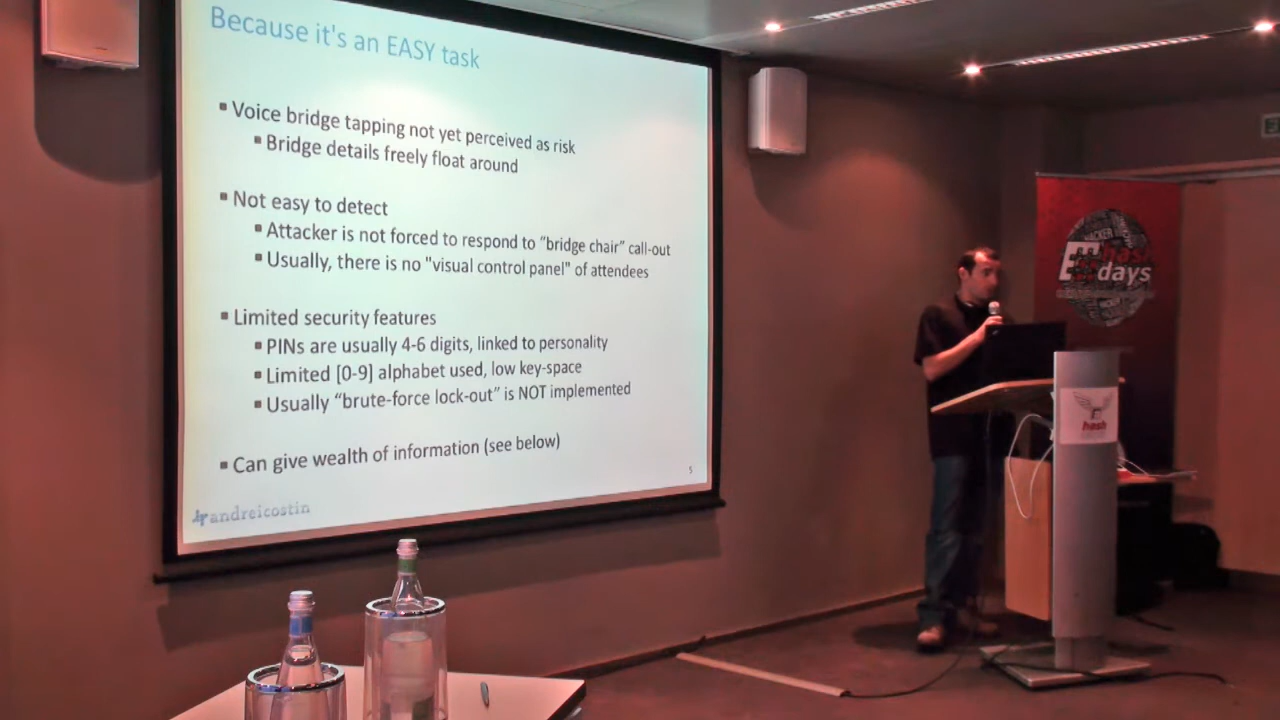 Because it's an EASY task
▪ Voice bridge tapping not yet perceived as risk
▪ Bridge details freely float around
▪ Not easy to detect
▪ Attacker is not forced to respond to "bridge chair" call-out
▪ Usually, there is no "visual control panel" of attendees
▪ Limited security features
▪ PINs are usually 4-6 digits, linked to personality
▪ Limited [0-9] alphabet used, low key-space
▪ Usually “brute-force lock-out” is NOT implemented
▪ Can give wealth of information (see below)
5
andreicostin
HACKER
hash
days
hash